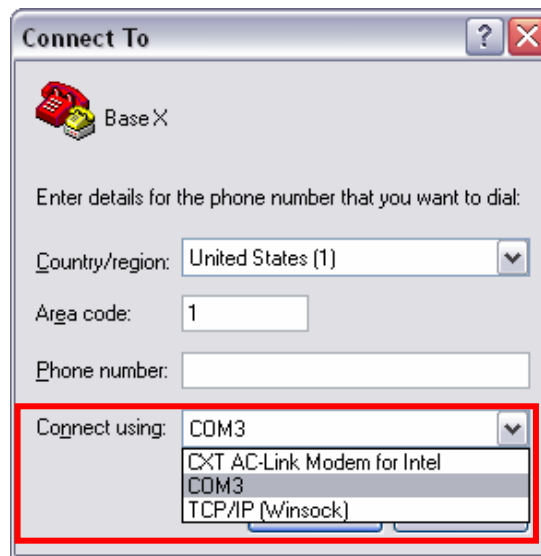 Connect To
Base X
Enter details for the phone number that you want to dial:
Country/region: United States (1)
Area code: 1
Phone number:
Connect using: COM3
CXT AC-Link Modem for Intel
COM3
TCP/IP (Winsock)